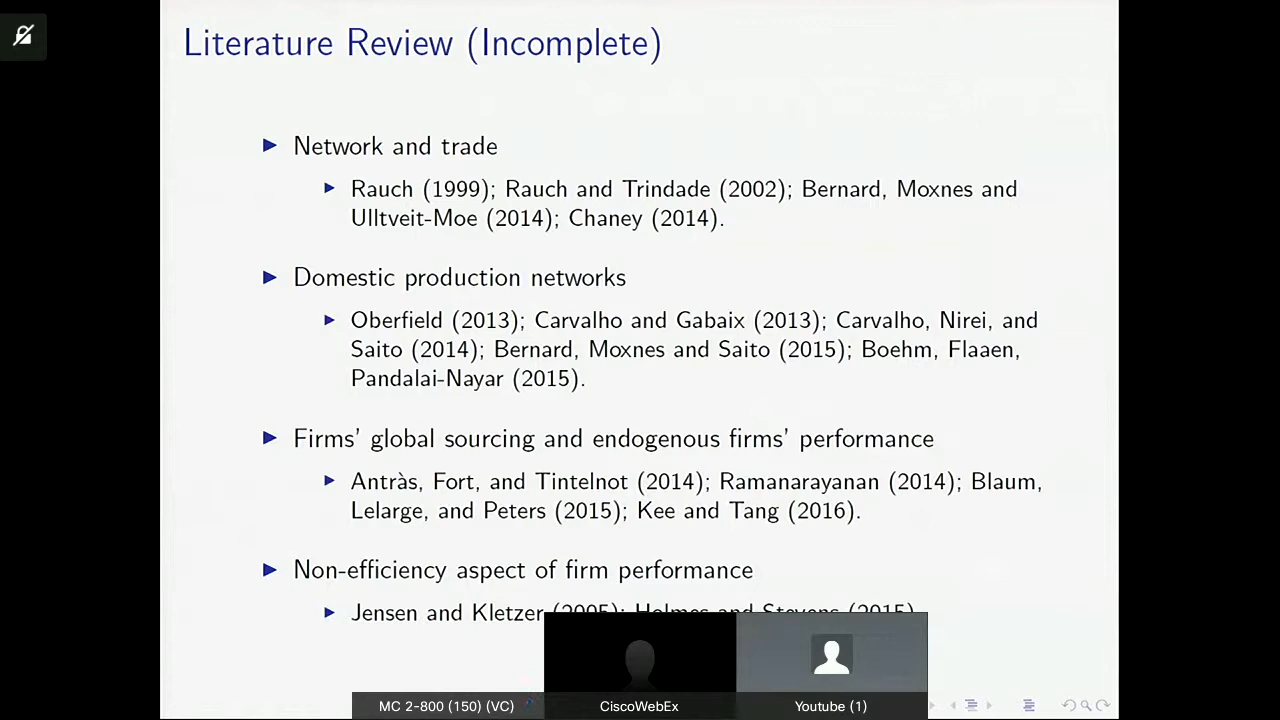 Literature Review (Incomplete)
Network and trade
Rauch (1999); Rauch and Trindade (2002); Bernard, Moxnes and
Ulltveit-Moe (2014); Chaney (2014).
Domestic production networks
Oberfield (2013); Carvalho and Gabaix (2013); Carvalho, Nirei, and
Saito (2014); Bernard, Moxnes and Saito (2015); Boehm, Flaaen,
Pandalai-Nayar (2015).
Firms' global sourcing and endogenous firms' performance
Antràs, Fort, and Tintelnot (2014); Ramanarayanan (2014); Blaum,
Lelarge, and Peters (2015); Kee and Tang (2016).
Non-efficiency aspect of firm performance
Jensen and Kletzer (2005); Holmes and Stevens (2015)
MC 2-800 (150) (VC)
CiscoWebEx
Youtube (1)